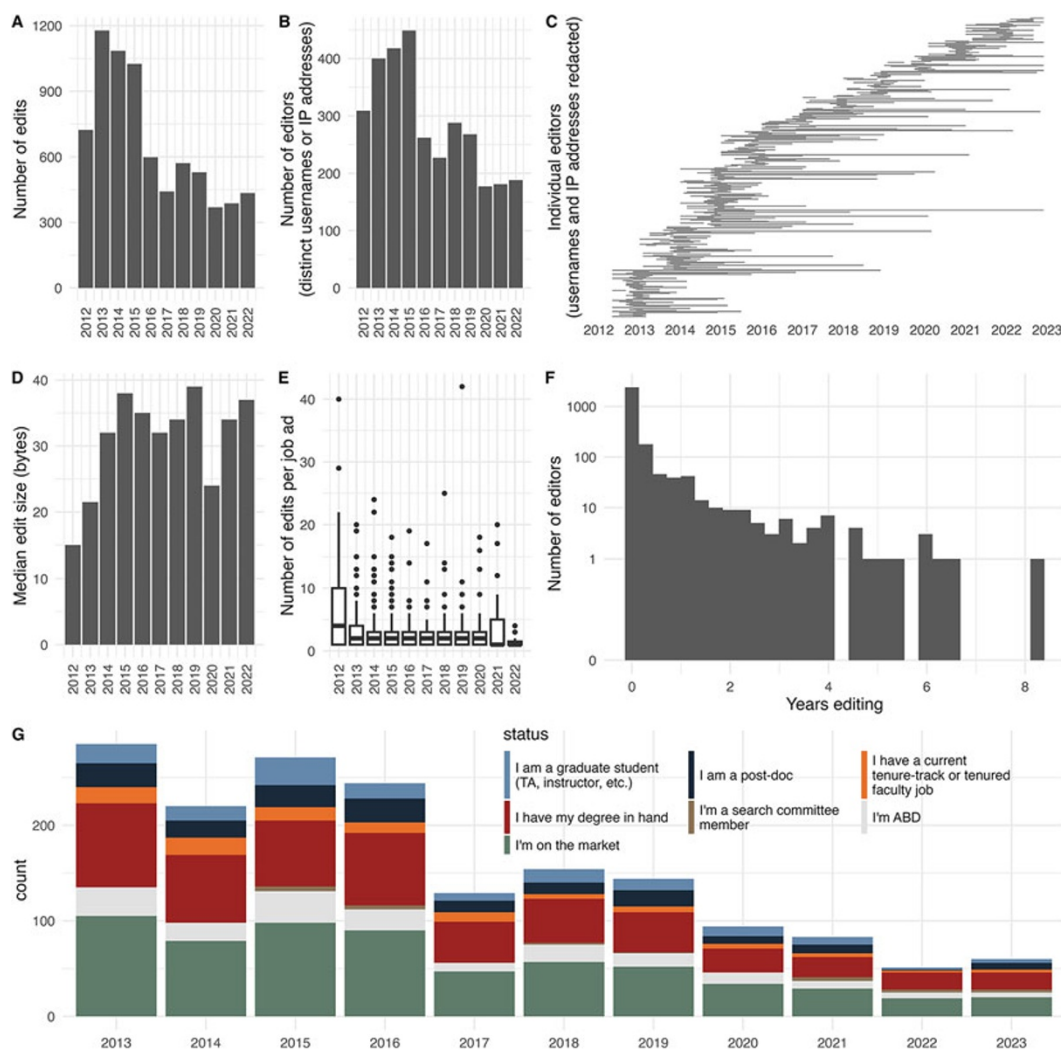 A
Number of edits
1200
900
600
300
0
2012
2013
2014
2015
2016
2017
2018
2019
2020
2021
2022
B
Number of editors
(distinct usernames or IP addresses)
400
300
200
100
0
2012
2013
2014
2015
2016
2017
2018
2019
2020
2021
2022
C
Individual editors
(usernames and IP addresses redacted)
2012 2013 2014 2015 2016 2017 2018 2019 2020 2021 2022 2023
D
Median edit size (bytes)
40
30
20
10
0
2012
2013
2014
2015
2016
2017
2018
2019
2020
2021
2022
E
Number of edits per job ad
40
30
20
10
0
2012
2013
2014
2015
2016
2017
2018
2019
2020
2021
2022
F
Number of editors
1000
100
10
1
0
0 2 4 6 8
Years editing
G
status
I am a graduate student
(TA, instructor, etc.)
I am a post-doc
I have a current
tenure-track or tenured
faculty job
I have my degree in hand
I'm a search committee
member
I'm ABD
I'm on the market
count
200
100
0
2013 2014 2015 2016 2017 2018 2019 2020 2021 2022 2023